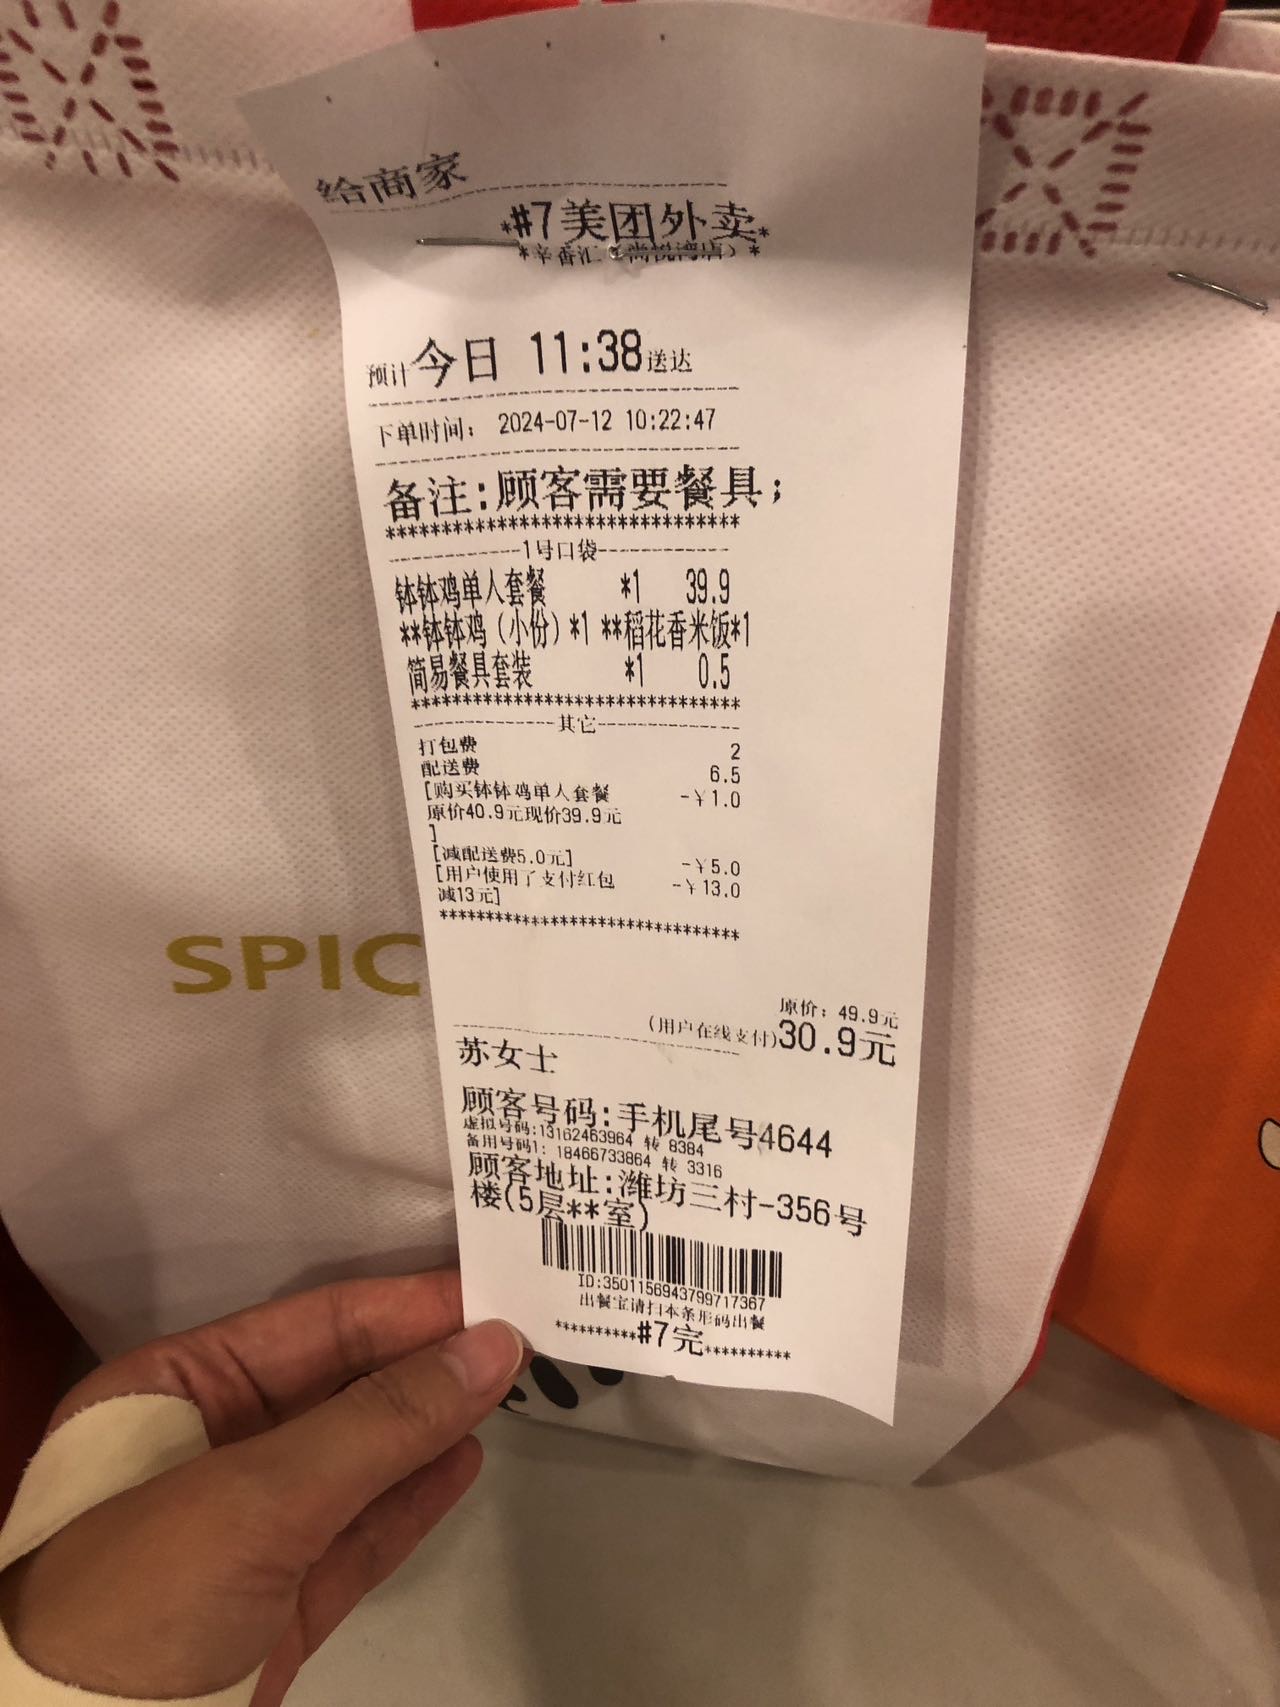 给商家
*#7美团外卖*
*辛香汇(尚悦湾店)*
预计今日 11:38送达
下单时间: 2024-07-12 10:22:47
备注:顾客需要餐具;
********************************
------------1号口袋------------
钵钵鸡单人套餐 *1 39.9
**钵钵鸡(小份)*1 **稻花香米饭*1
简易餐具套装 *1 0.5
********************************
--------------其它--------------
打包费 2
配送费 6.5
[购买钵钵鸡单人套餐 -¥1.0
原价40.9元现价39.9元
]
[减配送费5.0元] -¥5.0
[用户使用了支付红包 -¥13.0
减13元]
********************************
原价: 49.9元
(用户在线支付)30.9元
苏女士
顾客号码:手机尾号4644
虚拟号码:13162463964 转 8384
备用号码1: 18466733864 转 3316
顾客地址:潍坊三村-356号
楼(5层**室)
ID:3501156943799717367
出餐宝请扫本条形码出餐
**********#7完**********
SPIC